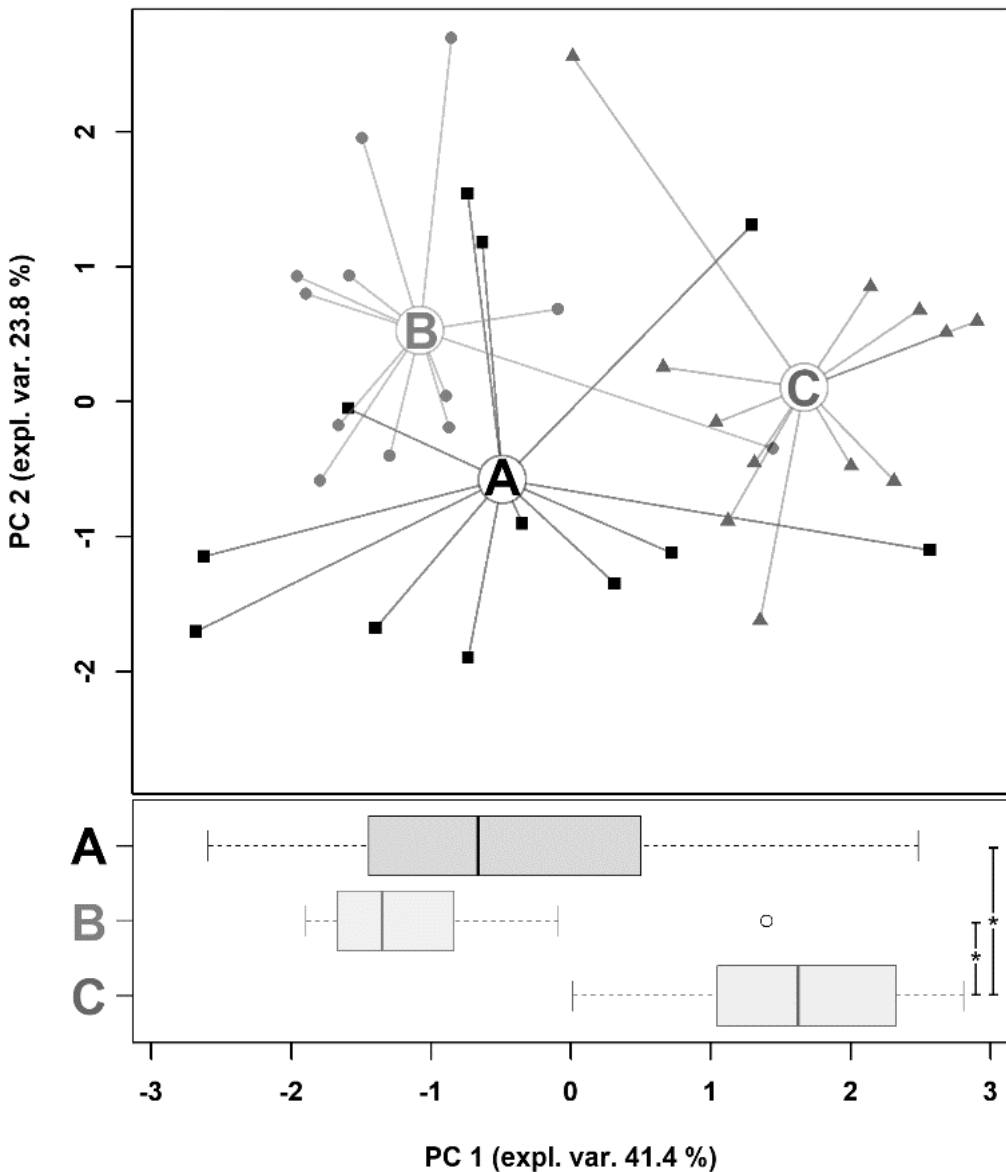 2
1
0
-1
-2
PC 2 (expl. var. 23.8 %)
B
C
A
A
B
C
*
*
-3 -2 -1 0 1 2 3
PC 1 (expl. var. 41.4 %)